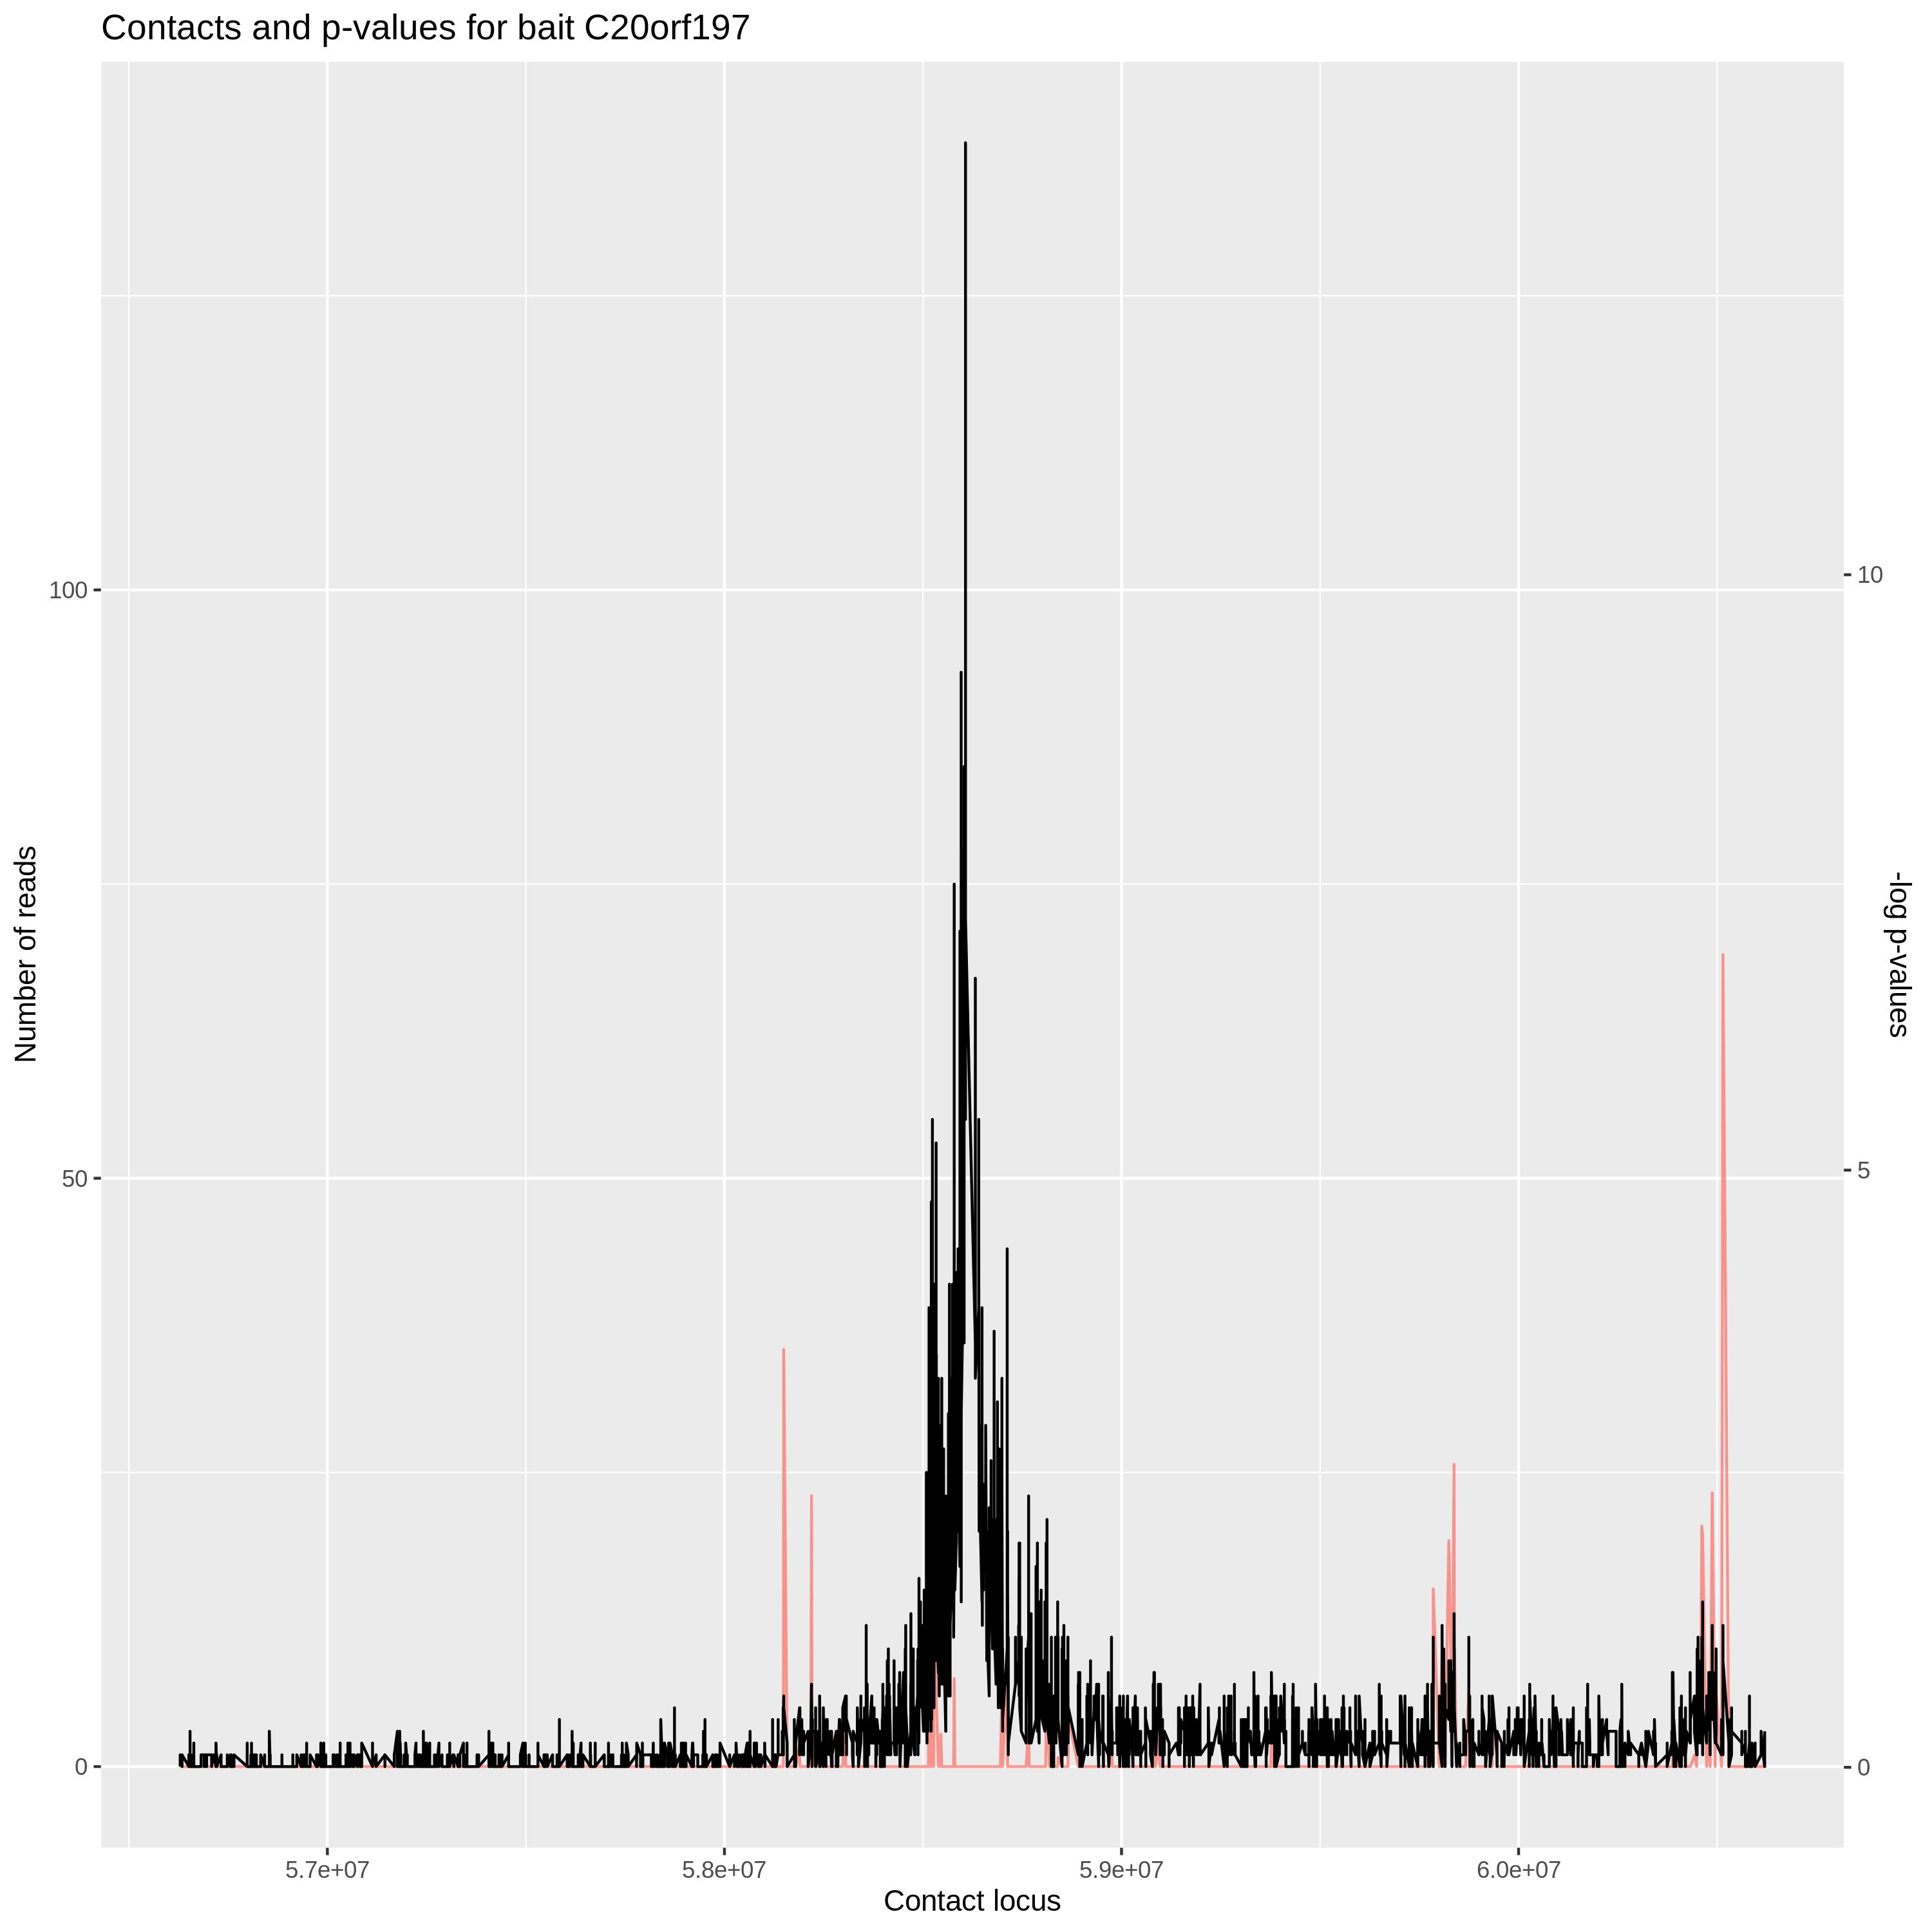 Contacts and p-values for bait C20orf197
100
50
0
10
5
0
Number of reads
-log p-values
5.7e+07
5.8e+07
5.9e+07
6.0e+07
Contact locus